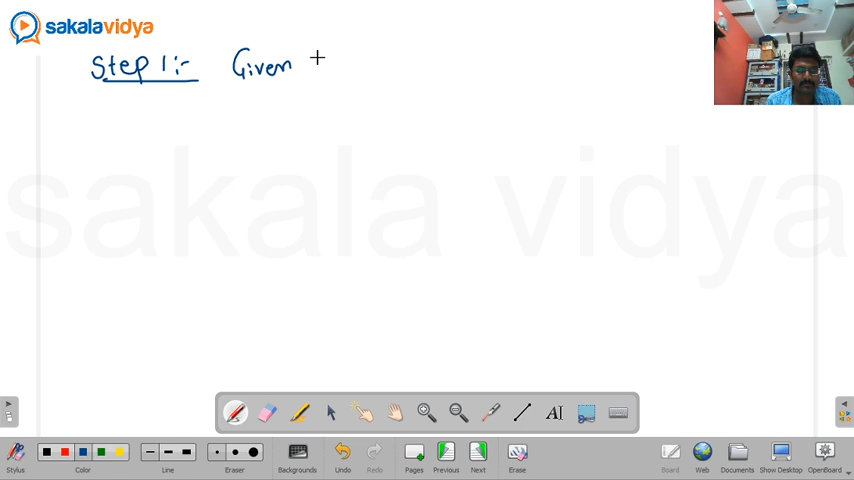 sakalavidya
Step 1:- Given
sakala vidya
Stylus
Color
Line
Eraser
Backgrounds
Undo
Redo
Pages
Previous
Next
Erase
Board
Web
Documents
Show Desktop
OpenBoard